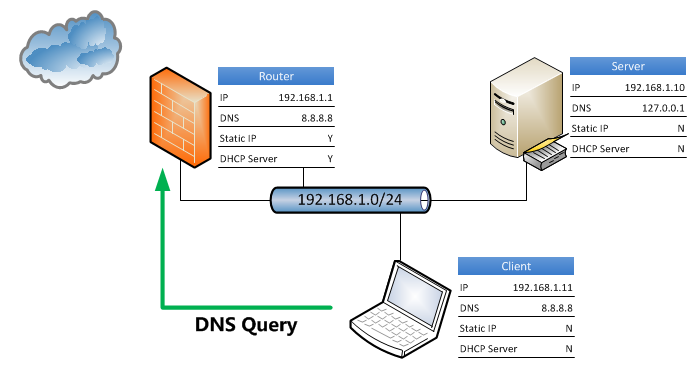 Router
IP 192.168.1.1
DNS 8.8.8.8
Static IP Y
DHCP Server Y
Server
IP 192.168.1.10
DNS 127.0.0.1
Static IP N
DHCP Server N
192.168.1.0/24
Client
IP 192.168.1.11
DNS 8.8.8.8
Static IP N
DHCP Server N
DNS Query